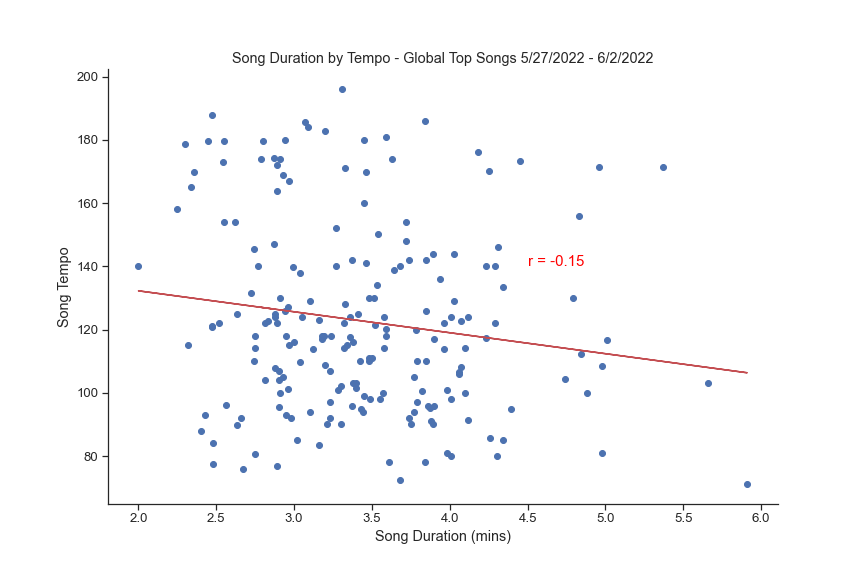 Song Duration by Tempo - Global Top Songs 5/27/2022 - 6/2/2022
200
180
160
140
120
100
80
Song Tempo
r = -0.15
2.0 2.5 3.0 3.5 4.0 4.5 5.0 5.5 6.0
Song Duration (mins)